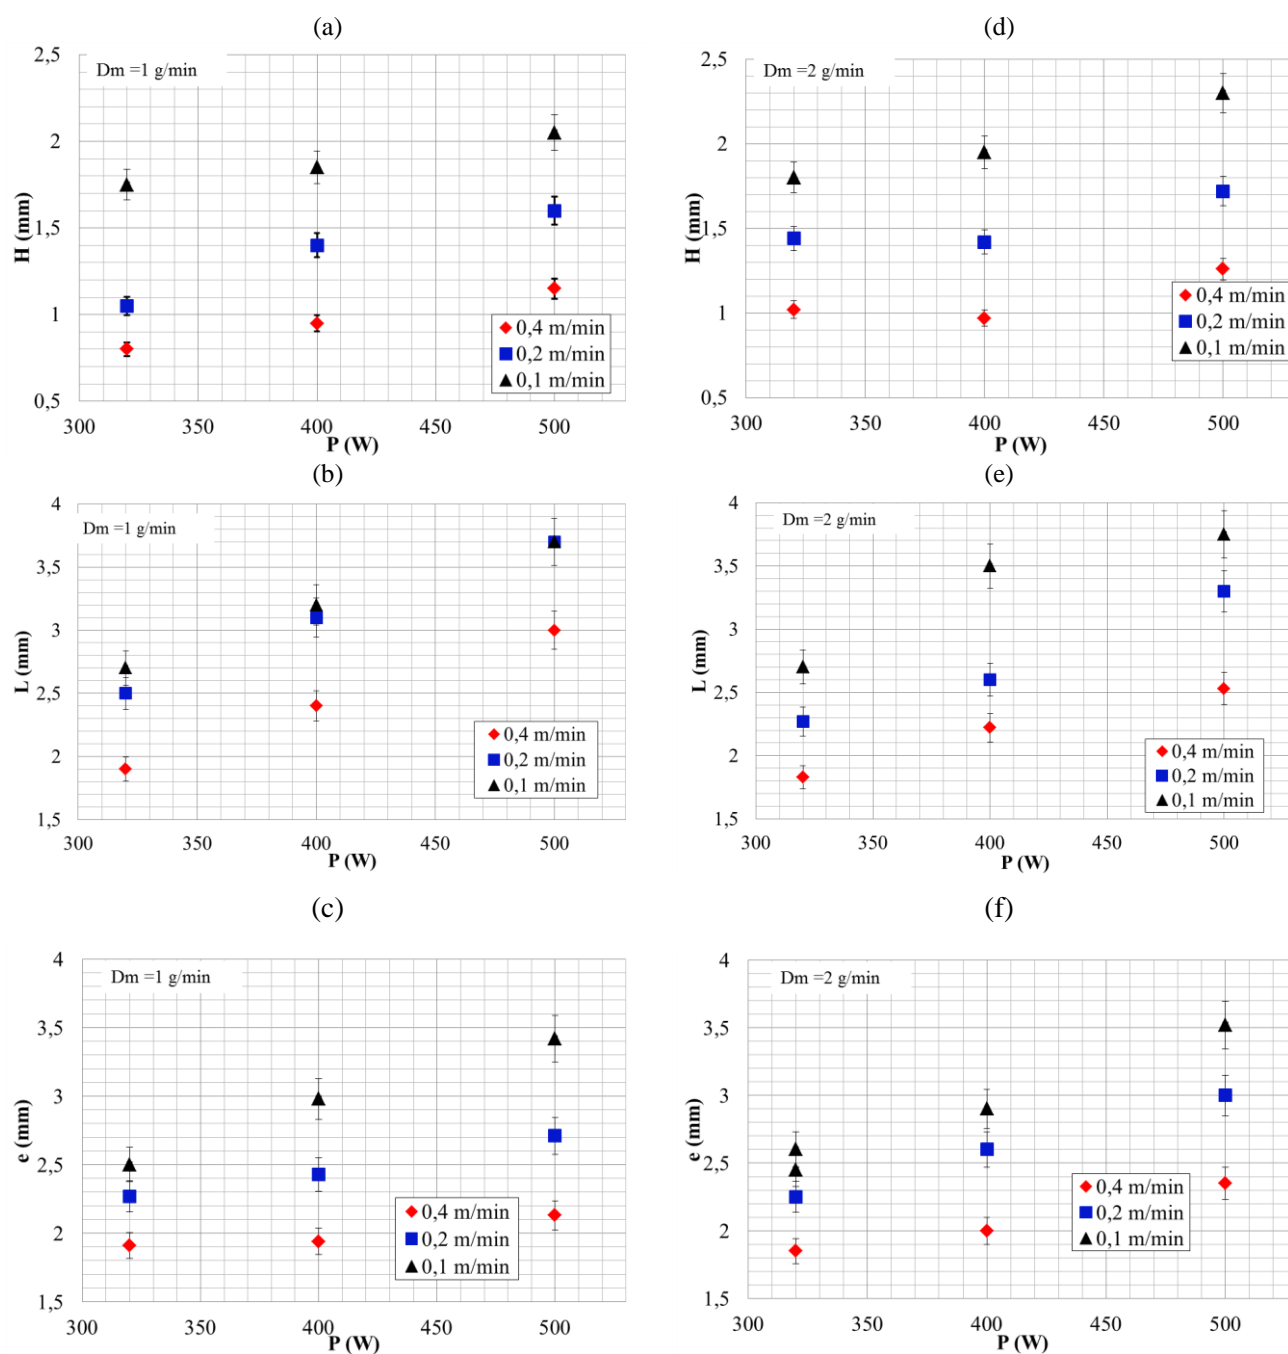 (a)
Dm =1 g/min
2,5
2
1,5
1
0,5
H (mm)
0,4 m/min
0,2 m/min
0,1 m/min
300 350 400 450 500
P (W)
(d)
Dm =2 g/min
2,5
2
1,5
1
0,5
H (mm)
0,4 m/min
0,2 m/min
0,1 m/min
300 350 400 450 500
P (W)
(b)
Dm =1 g/min
4
3,5
3
2,5
2
1,5
L (mm)
0,4 m/min
0,2 m/min
0,1 m/min
300 350 400 450 500
P (W)
(e)
Dm =2 g/min
4
3,5
3
2,5
2
1,5
L (mm)
0,4 m/min
0,2 m/min
0,1 m/min
300 350 400 450 500
P (W)
(c)
Dm =1 g/min
4
3,5
3
2,5
2
1,5
e (mm)
0,4 m/min
0,2 m/min
0,1 m/min
300 350 400 450 500
P (W)
(f)
Dm =2 g/min
4
3,5
3
2,5
2
1,5
e (mm)
0,4 m/min
0,2 m/min
0,1 m/min
300 350 400 450 500
P (W)